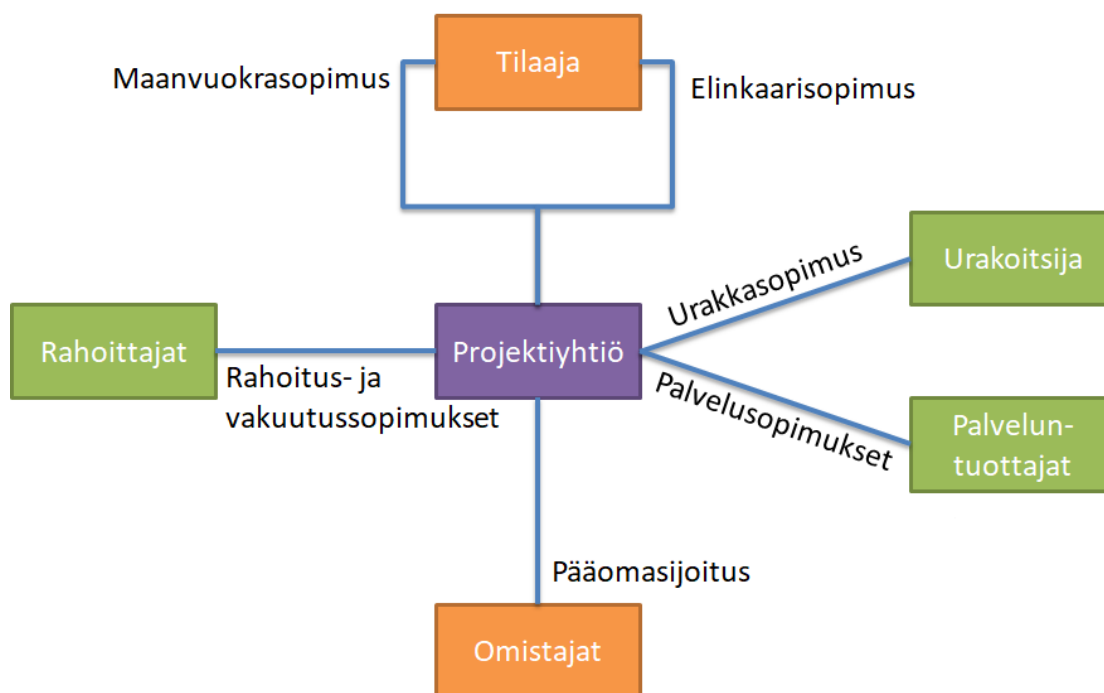 Tilaaja
Maanvuokrasopimus
Elinkaarisopimus
Urakkasopimus
Urakoitsija
Rahoittajat
Projektiyhtiö
Rahoitus- ja
vakuutussopimukset
Palvelusopimukset
Palvelun-
tuottajat
Pääomasijoitus
Omistajat